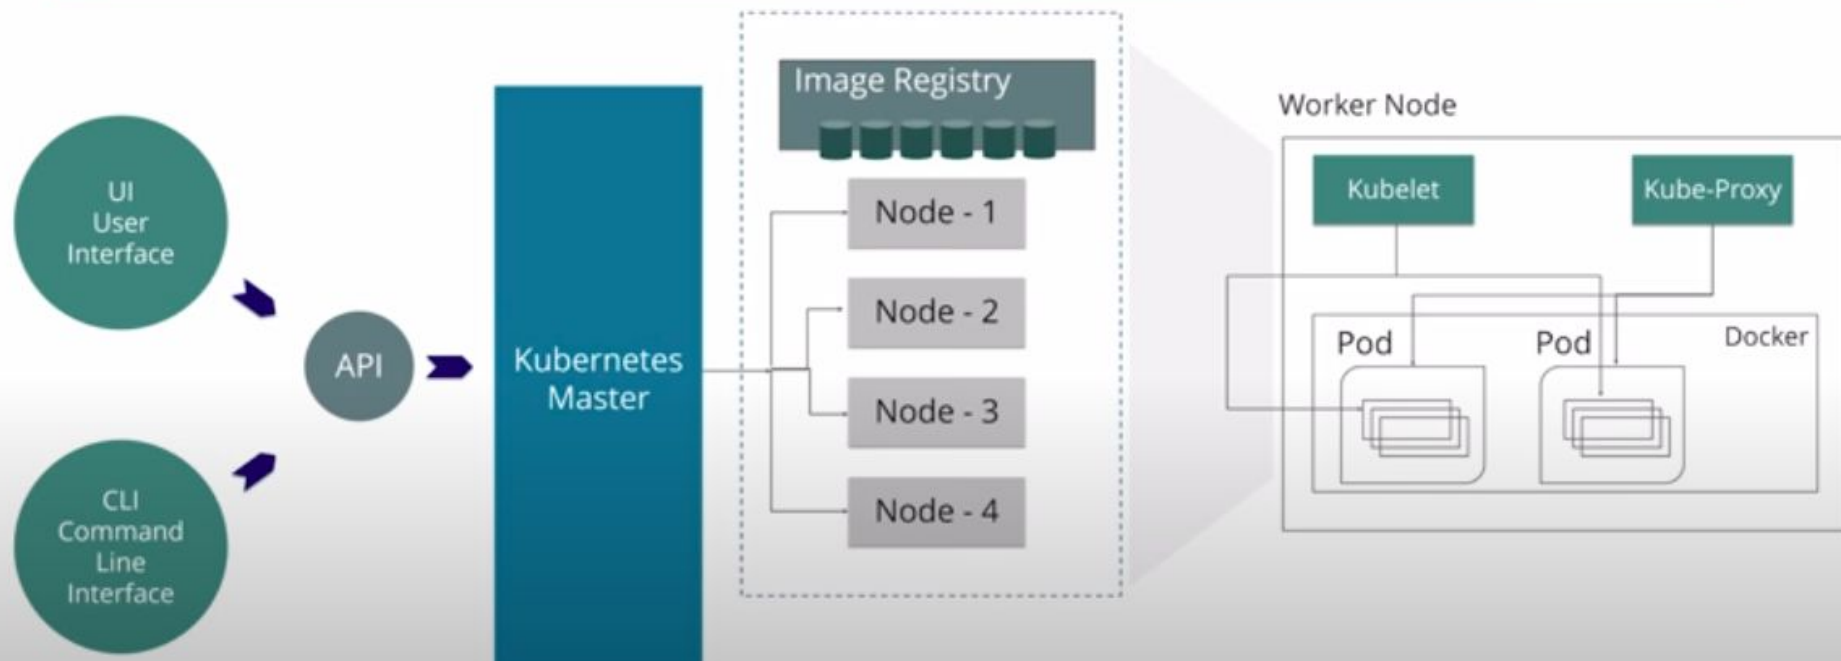 UI
User
Interface
CLI
Command
Line
Interface
API
Kubernetes
Master
Image Registry
Node - 1
Node - 2
Node - 3
Node - 4
Worker Node
Kubelet
Kube-Proxy
Pod
Pod
Docker